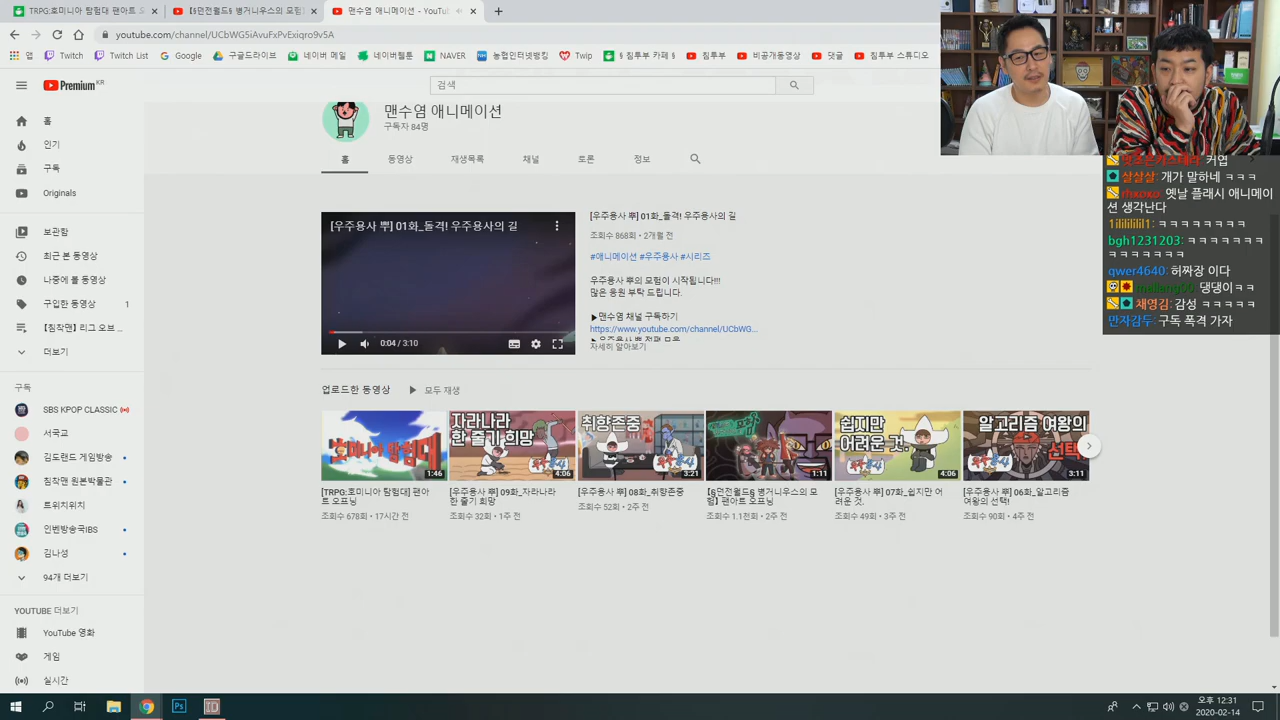 TRPG:호미니아 탐험대 팬아트 오
【§던전월드§ 뱅거니우스의 모험
맨수염 애니메이션 - YouTub
youtube.com/channel/UCbWG5iAvuFxPvExiqro9v5A
앱 Twitch Twitch List Google 구글드라이브 네이버 메일 네이버웹툰 NAVER 농협인터넷뱅킹 Twip § 침투부 카페 § 침투부 비공개동영상 댓글 침투부 스튜디오
Premium KR
검색
홈
인기
구독
Originals
보관함
최근 본 동영상
나중에 볼 동영상
구입한 동영상 1
【침착맨】 리그 오브 ...
더보기
구독
SBS KPOP CLASSIC
서국교
김도랜드 게임방송
침착맨 원본박물관
트위치위치
인반방송국IBS
김나성
94개 더보기
YOUTUBE 더보기
YouTube 영화
게임
실시간
맨수염 애니메이션
구독자 84명
홈 동영상 재생목록 채널 토론 정보
[우주용사 뿌] 01화_돌격! 우주용사의 길
0:04 / 3:10
[우주용사 뿌] 01화_돌격! 우주용사의 길
조회수 868회 • 2개월 전
#애니메이션 #우주용사 #시리즈
우주용사 뿌의 모험이 시작됩니다!!!
많은 응원 부탁 드립니다.
▶맨수염 채널 구독하기
https://www.youtube.com/channel/UCbWG...
자세히 알아보기
업로드한 동영상 모두 재생
호미니아 탐험대
1:46
[TRPG:호미니아 탐험대] 팬아
트 오프닝
조회수 678회 • 17시간 전
자라나라
한 줄기 희망
4:06
[우주용사 뿌] 09화_자라나라
한 줄기 희망
조회수 32회 • 1주 전
취향존중
3:21
[우주용사 뿌] 08화_취향존중
조회수 52회 • 2주 전
1:11
【§던전월드§ 뱅거니우스의 모
험】 팬아트 오프닝
조회수 1.1천회 • 2주 전
쉽지만
어려운 것.
4:06
[우주용사 뿌] 07화_쉽지만 어
려운 것.
조회수 49회 • 3주 전
알고리즘 여왕의
선택
3:11
[우주용사 뿌] 06화_알고리즘
여왕의 선택!
조회수 90회 • 4주 전
커엽
살살살: 개가 말하네 ㅋㅋㅋ
rhxoxo: 옛날 플래시 애니메이
션 생각난다
1ilililili1: ㅋㅋㅋㅋㅋㅋㅋㅋ
bgh1231203: ㅋㅋㅋㅋㅋㅋㅋ
ㅋㅋㅋㅋㅋㅋㅋ
qwer4640: 허짜장 이다
댕댕이ㅋㅋ
채영김: 감성 ㅋㅋㅋㅋㅋ
만자감두: 구독 폭격 가자
오후 12:31
2020-02-14